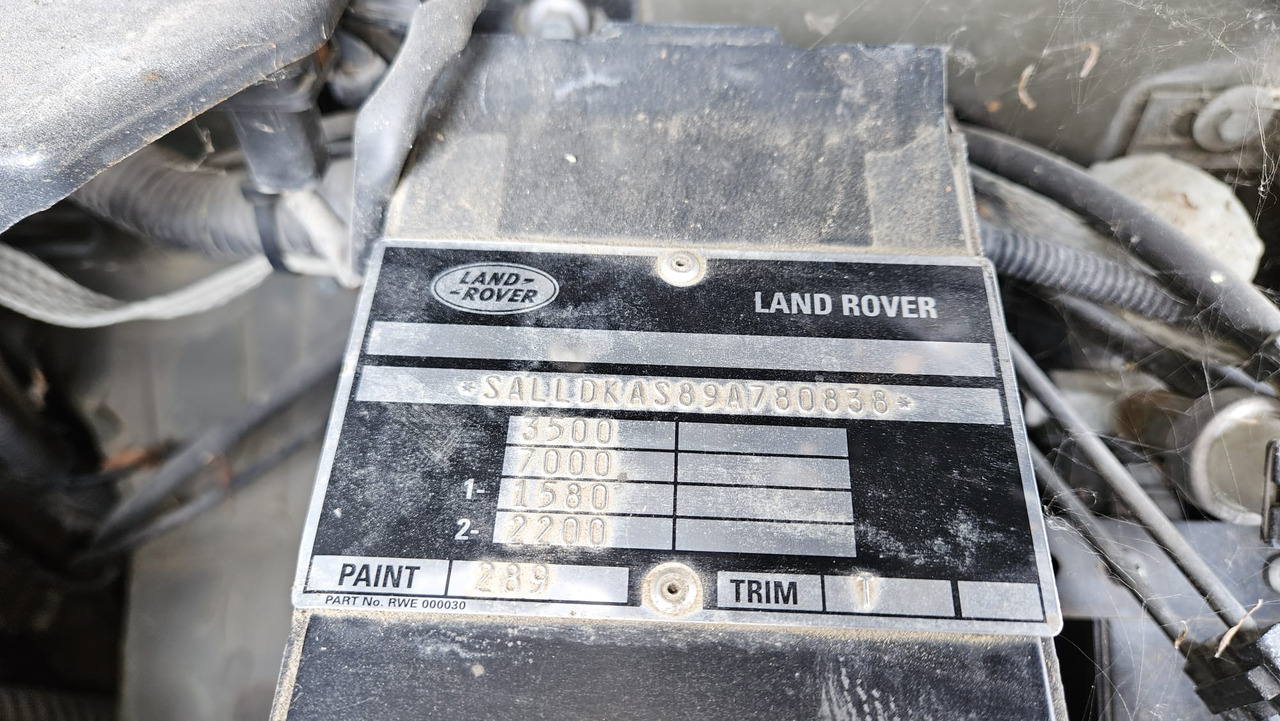 LAND-
-ROVER
LAND ROVER
*SALLDKAS89A780838*
3500
7000
1- 1580
2- 2200
PAINT 289 TRIM T
PART No. RWE 000030